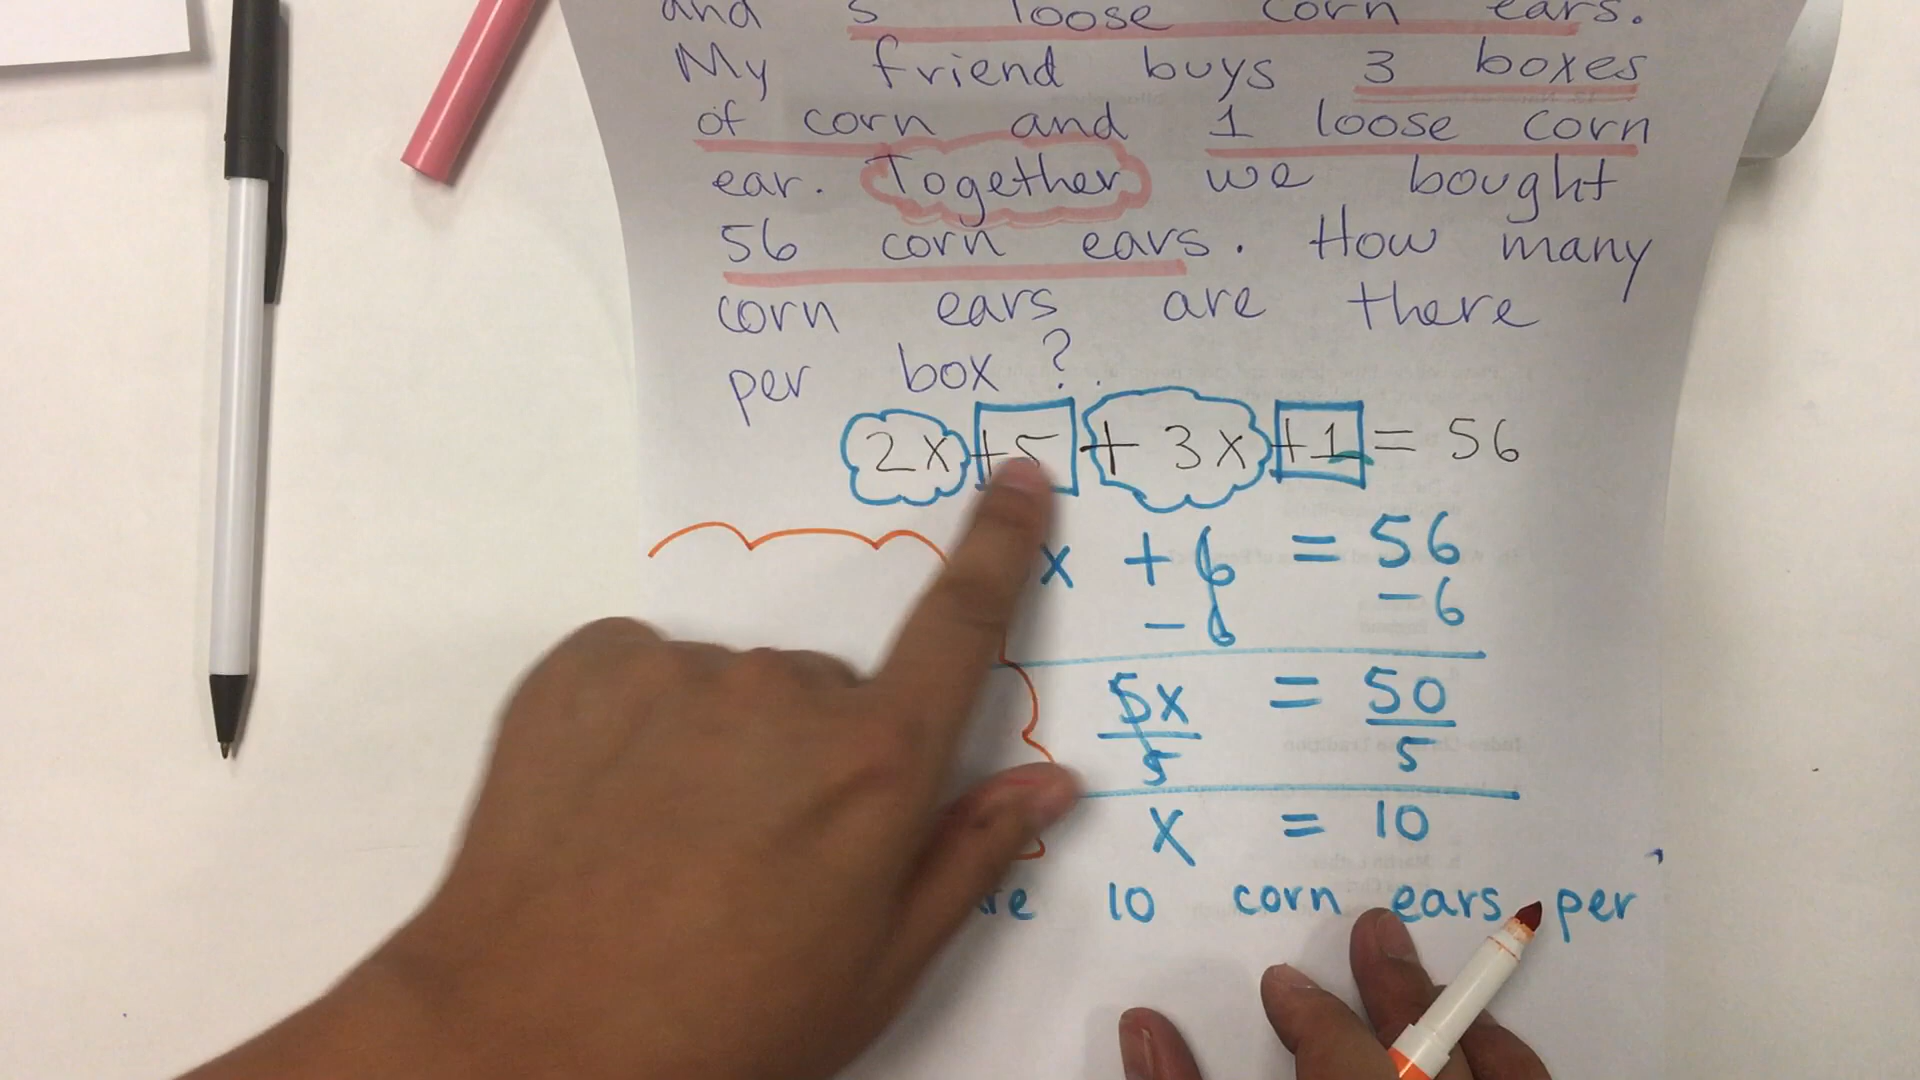 and 5 loose corn ears.
My friend buys 3 boxes
of corn and 1 loose corn
ear. Together we bought
56 corn ears. How many
corn ears are there
per box?
2x +5 + 3x +1 = 56
x + 6 = 56
- 6 -6
5x = 50
5 5
x = 10
10 corn ears per